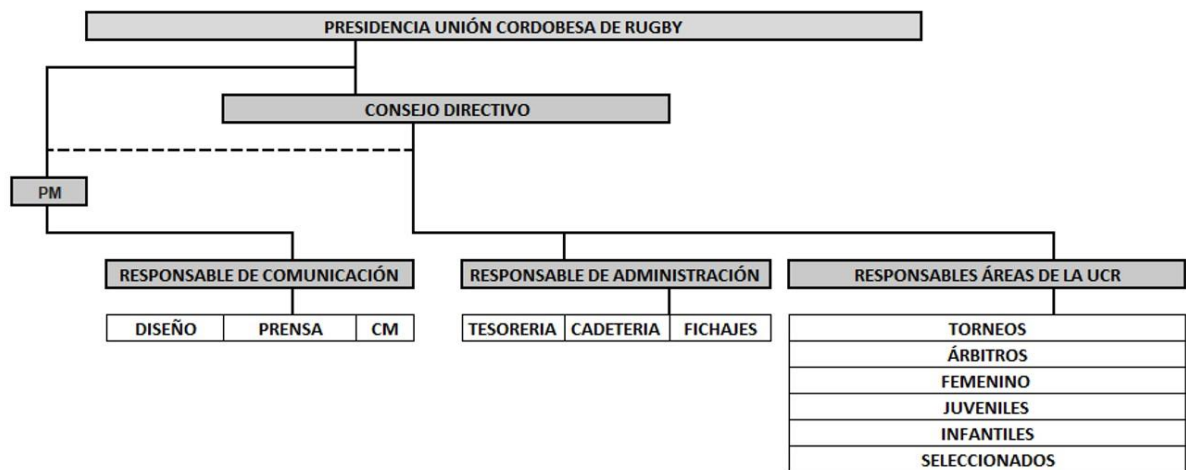 PRESIDENCIA UNIÓN CORDOBESA DE RUGBY
CONSEJO DIRECTIVO
PM
RESPONSABLE DE COMUNICACIÓN
RESPONSABLE DE ADMINISTRACIÓN
RESPONSABLES ÁREAS DE LA UCR
DISEÑO
PRENSA
CM
TESORERIA
CADETERIA
FICHAJES
TORNEOS
ÁRBITROS
FEMENINO
JUVENILES
INFANTILES
SELECCIONADOS